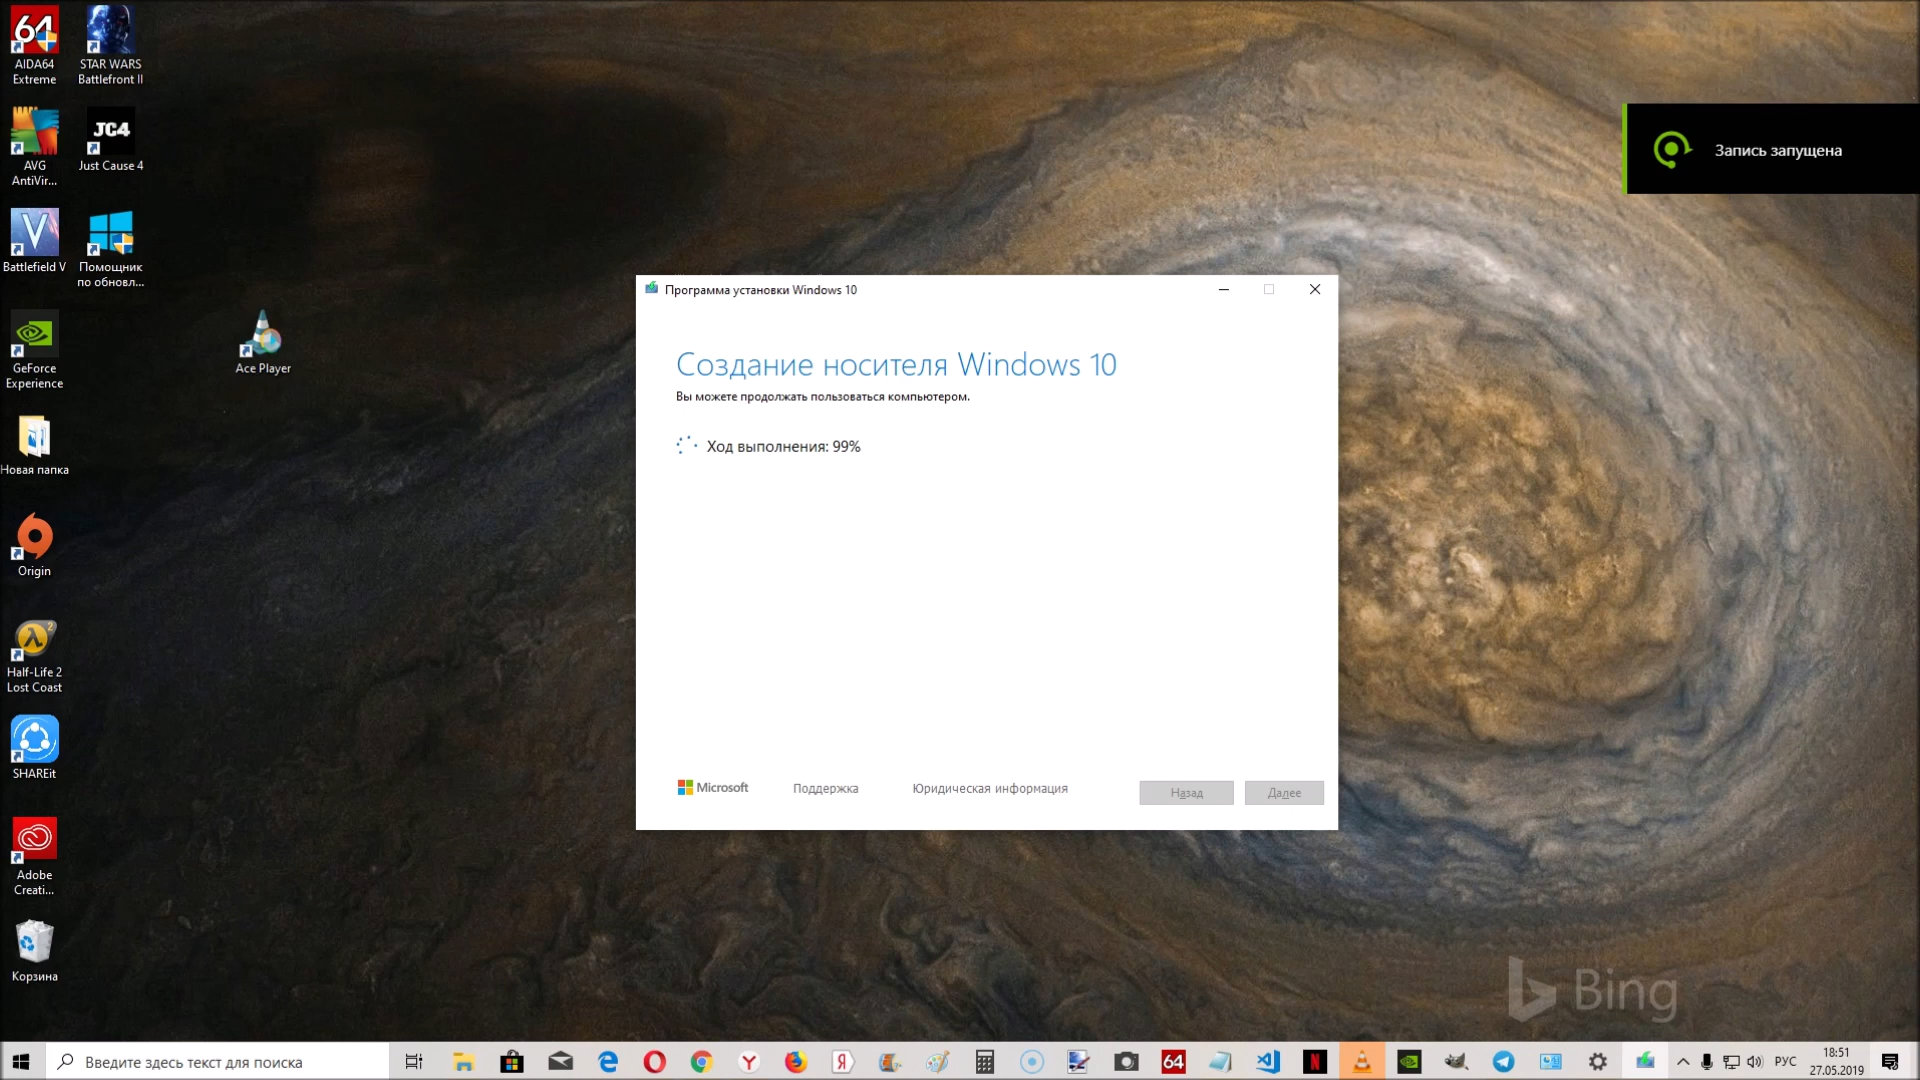 AIDA64
Extreme
STAR WARS
Battlefront II
AVG
AntiVir...
JC4
Just Cause 4
Battlefield V
Помощник
по обновл...
GeForce
Experience
Ace Player
Новая папка
Origin
Half-Life 2
Lost Coast
SHAREit
Adobe
Creati...
Корзина
Запись запущена
Программа установки Windows 10
Создание носителя Windows 10
Вы можете продолжать пользоваться компьютером.
Ход выполнения: 99%
Microsoft
Поддержка
Юридическая информация
Назад
Далее
Bing
Введите здесь текст для поиска
64
РУС
18:51
27.05.2019